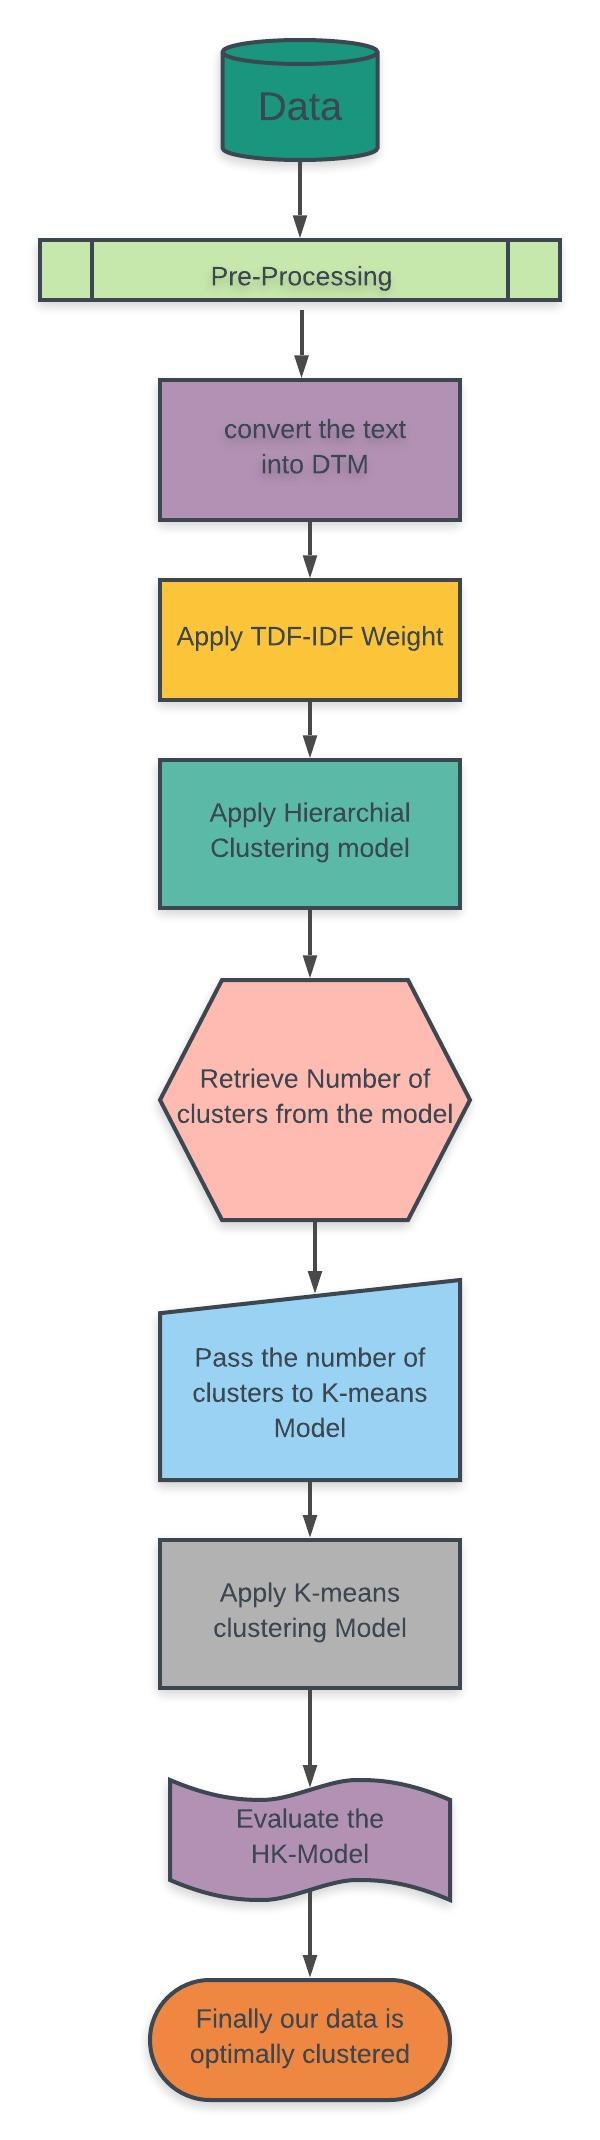 Data
Pre-Processing
convert the text
into DTM
Apply TDF-IDF Weight
Apply Hierarchial
Clustering model
Retrieve Number of
clusters from the model
Pass the number of
clusters to K-means
Model
Apply K-means
clustering Model
Evaluate the
HK-Model
Finally our data is
optimally clustered